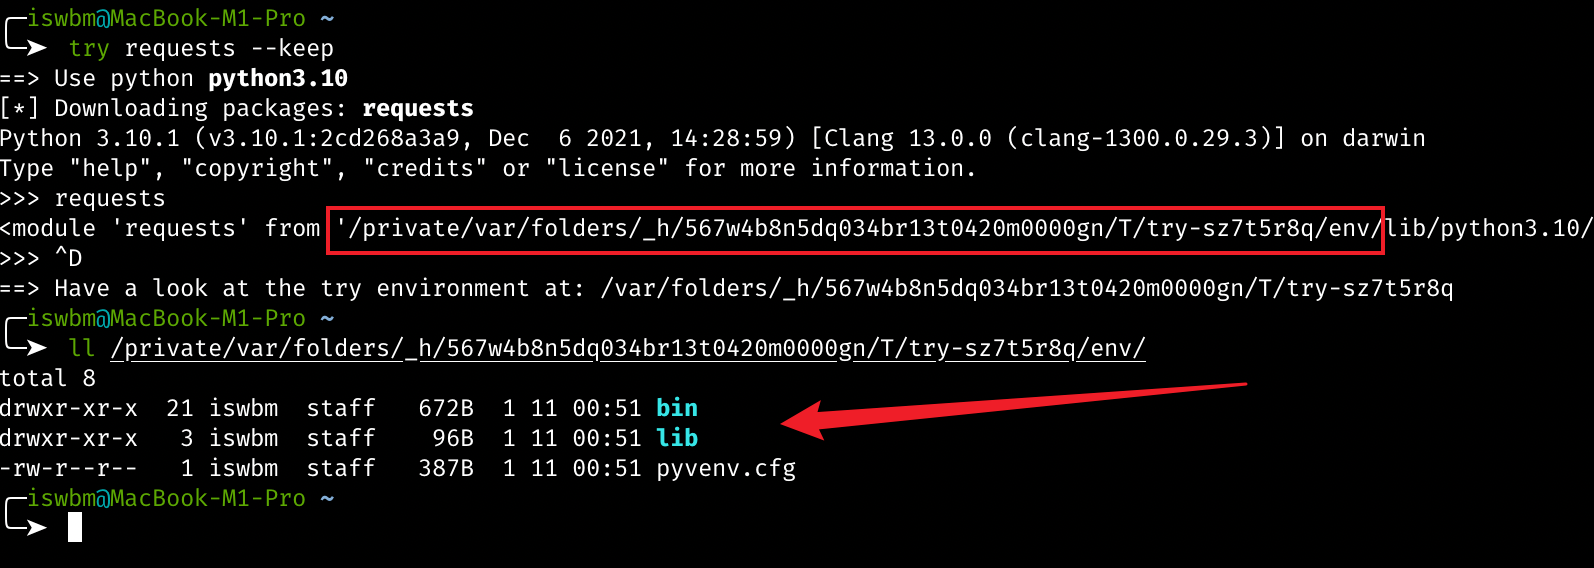 iswbm@MacBook-M1-Pro ~
try requests --keep
==> Use python python3.10
[*] Downloading packages: requests
Python 3.10.1 (v3.10.1:2cd268a3a9, Dec  6 2021, 14:28:59) [Clang 13.0.0 (clang-1300.0.29.3)] on darwin
Type "help", "copyright", "credits" or "license" for more information.
>>> requests
<module 'requests' from '/private/var/folders/_h/567w4b8n5dq034br13t0420m0000gn/T/try-sz7t5r8q/env/lib/python3.10/
>>> ^D
==> Have a look at the try environment at: /var/folders/_h/567w4b8n5dq034br13t0420m0000gn/T/try-sz7t5r8q
iswbm@MacBook-M1-Pro ~
ll /private/var/folders/_h/567w4b8n5dq034br13t0420m0000gn/T/try-sz7t5r8q/env/
total 8
drwxr-xr-x  21 iswbm  staff   672B  1 11 00:51 bin
drwxr-xr-x   3 iswbm  staff    96B  1 11 00:51 lib
-rw-r--r--   1 iswbm  staff   387B  1 11 00:51 pyvenv.cfg
iswbm@MacBook-M1-Pro ~